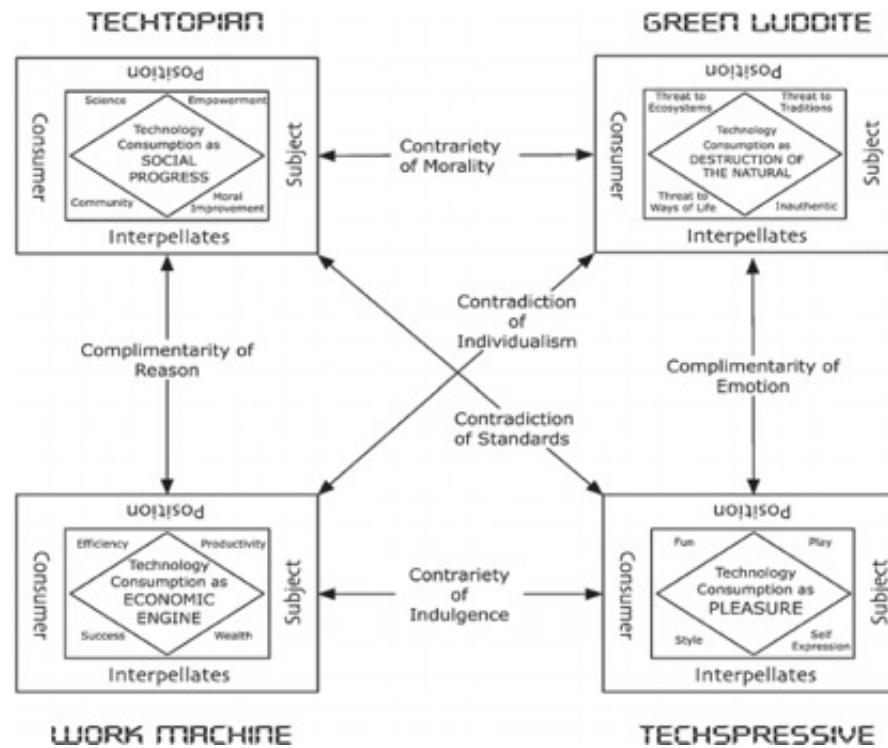 TECHTOPIAN
GREEN LUDDITE
Position
Consumer
Science
Empowerment
Technology
Consumption as
SOCIAL
PROGRESS
Community
Moral
Improvement
Subject
Interpellates
Contrariety
of Morality
Position
Consumer
Threat to
Ecosystems
Threat to
Traditions
Technology
Consumption as
DESTRUCTION OF
THE NATURAL
Threat to
Ways of Life
Inauthentic
Subject
Interpellates
Complimentarity of
Reason
Contradiction
of
Individualism
Contradiction
of Standards
Complimentarity of
Emotion
Position
Consumer
Efficiency
Productivity
Technology
Consumption as
ECONOMIC
ENGINE
Success
Wealth
Subject
Interpellates
Contrariety
of
Indulgence
Position
Consumer
Fun
Play
Technology
Consumption as
PLEASURE
Style
Self
Expression
Subject
Interpellates
WORK MACHINE
TECHSPRESSIVE